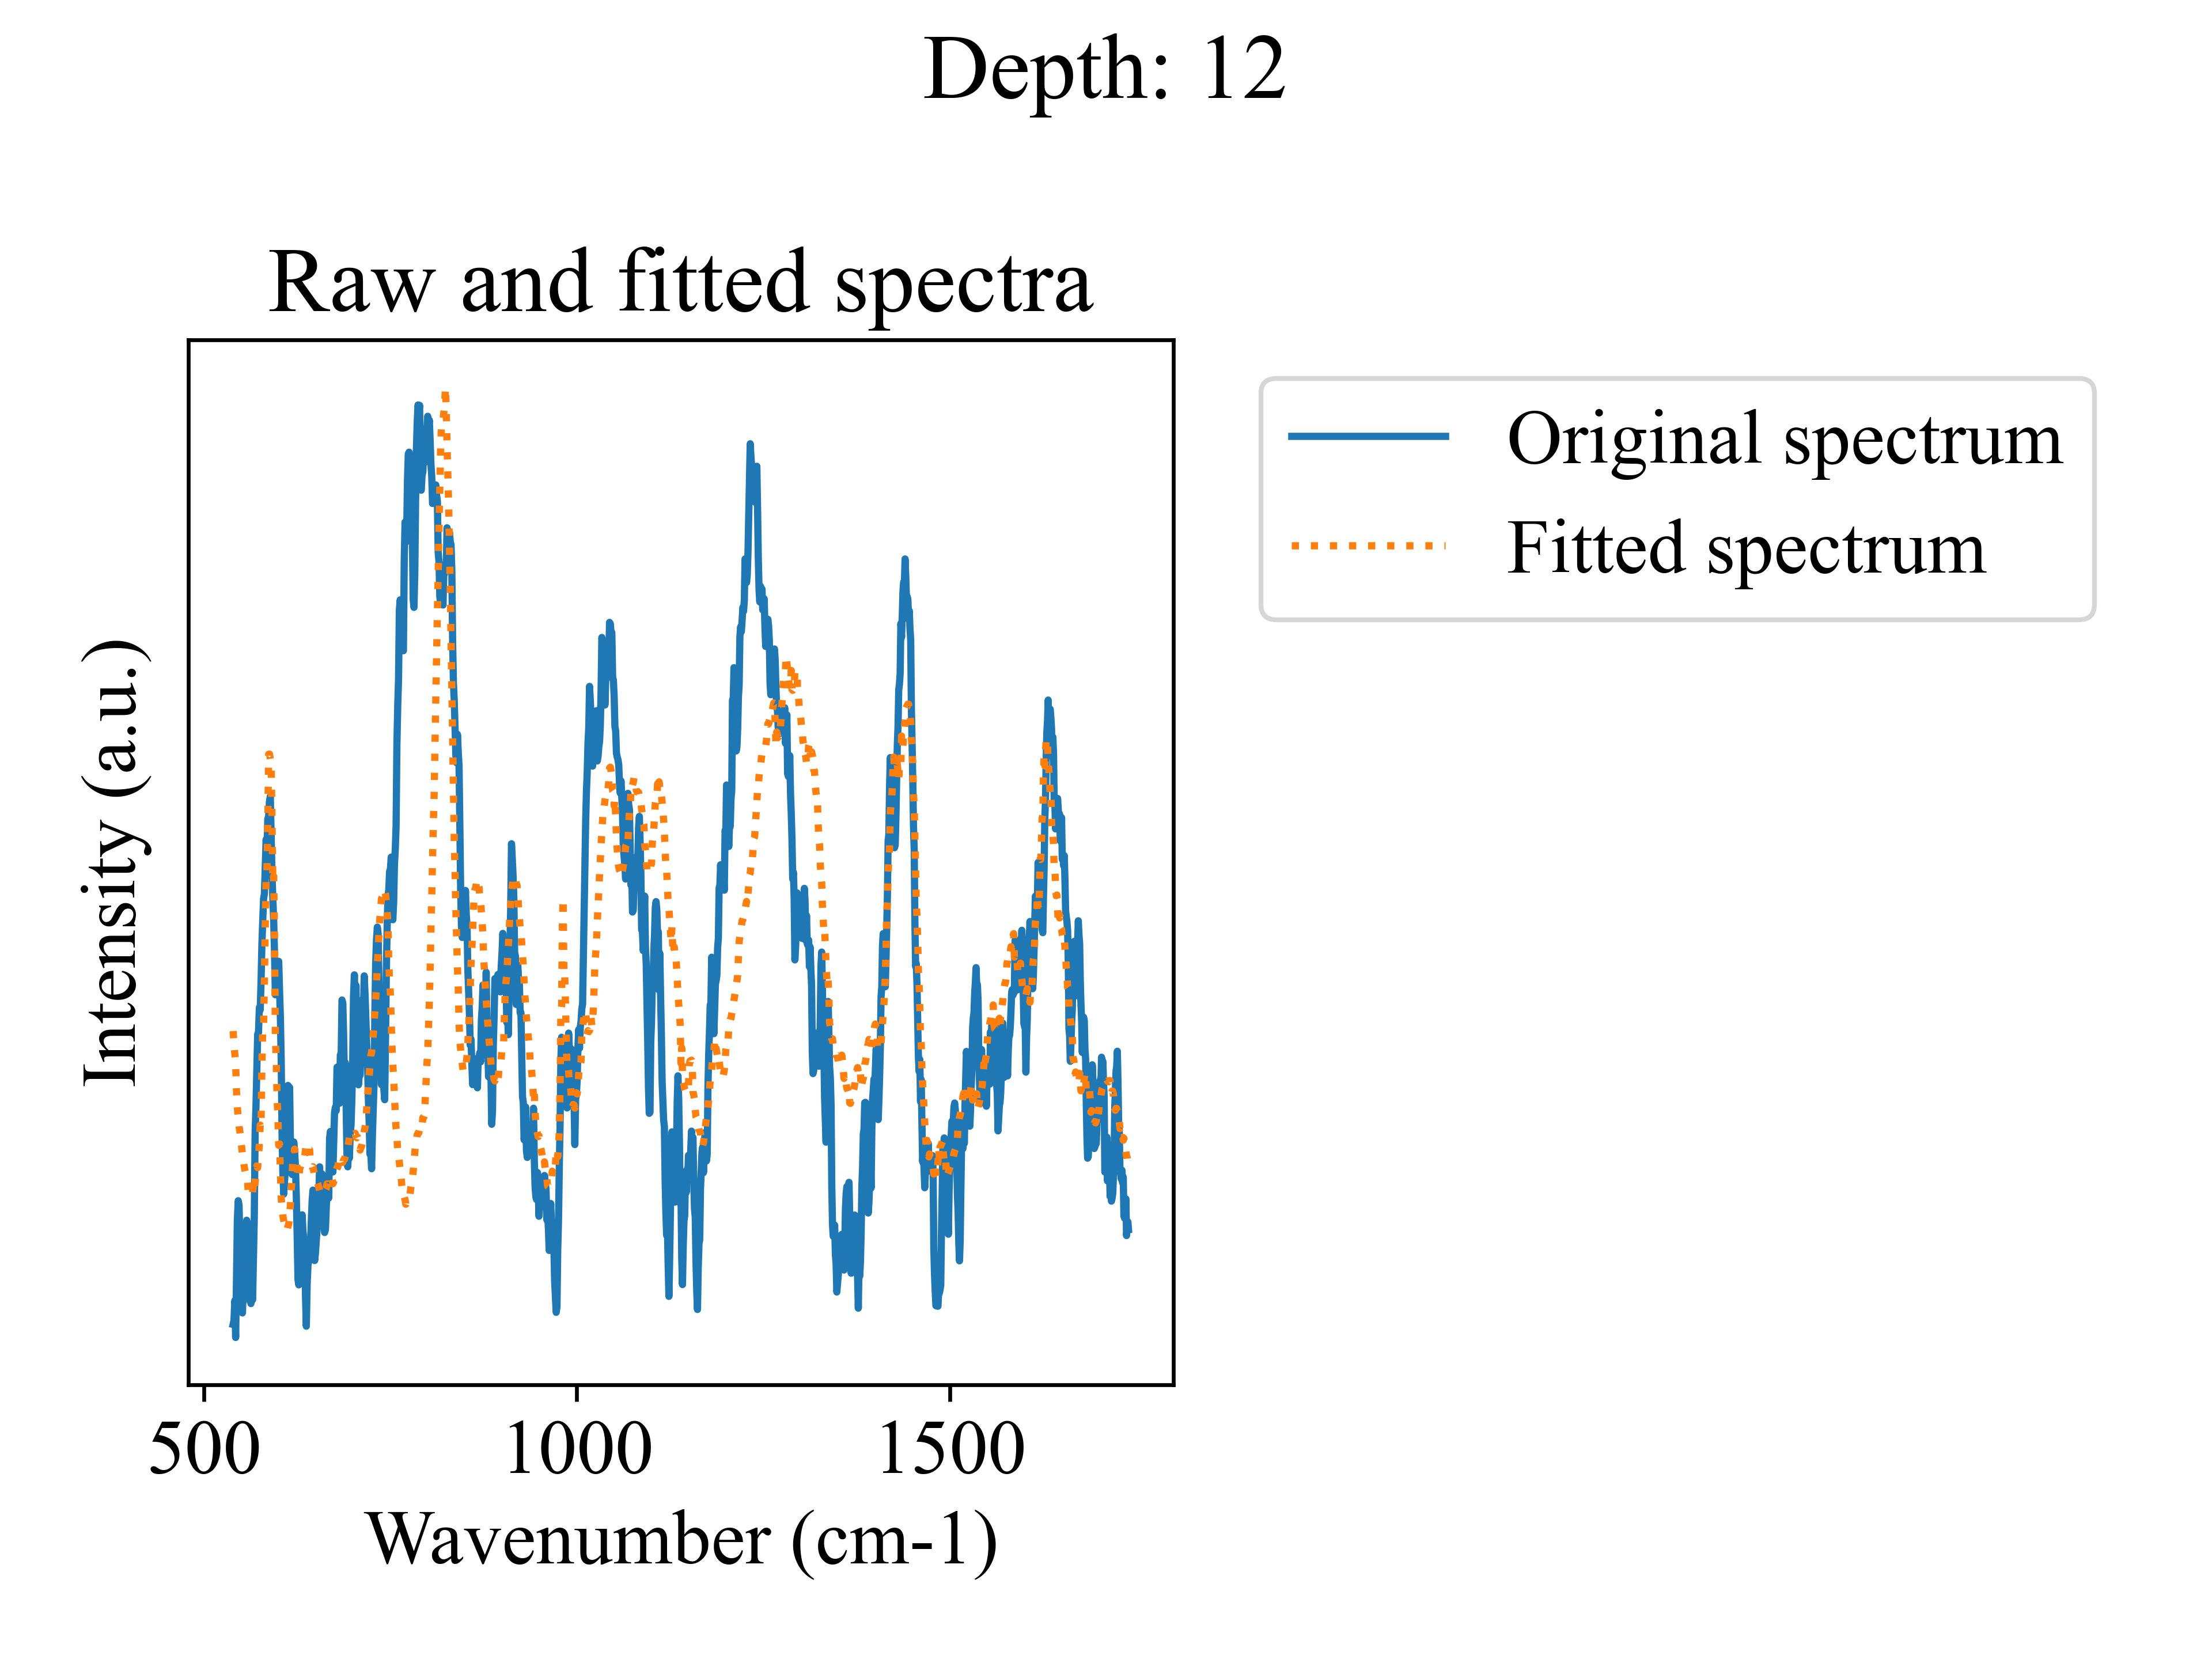 Depth: 12
Raw and fitted spectra
Original spectrum
Fitted spectrum
Intensity (a.u.)
500 1000 1500
Wavenumber (cm-1)